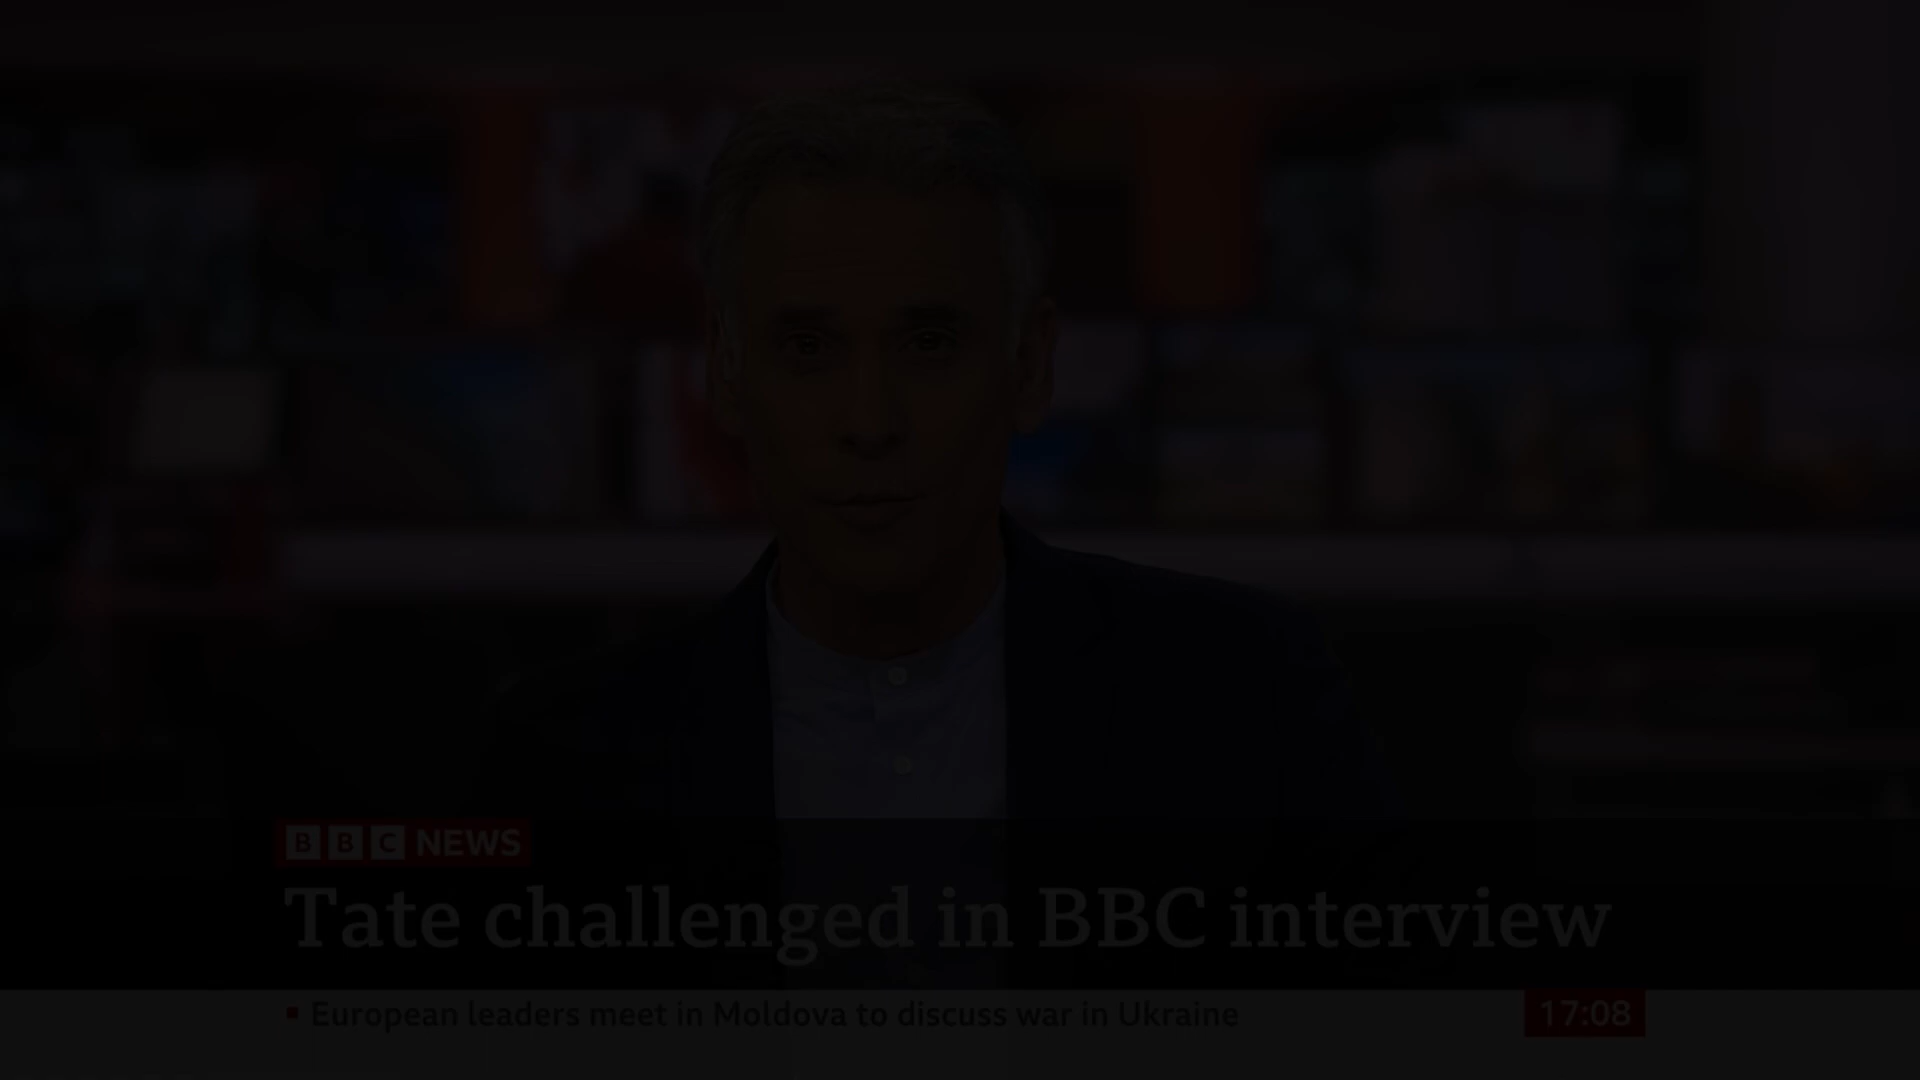 BBC NEWS
Tate challenged in BBC interview
European leaders meet in Moldova to discuss war in Ukraine
17:08